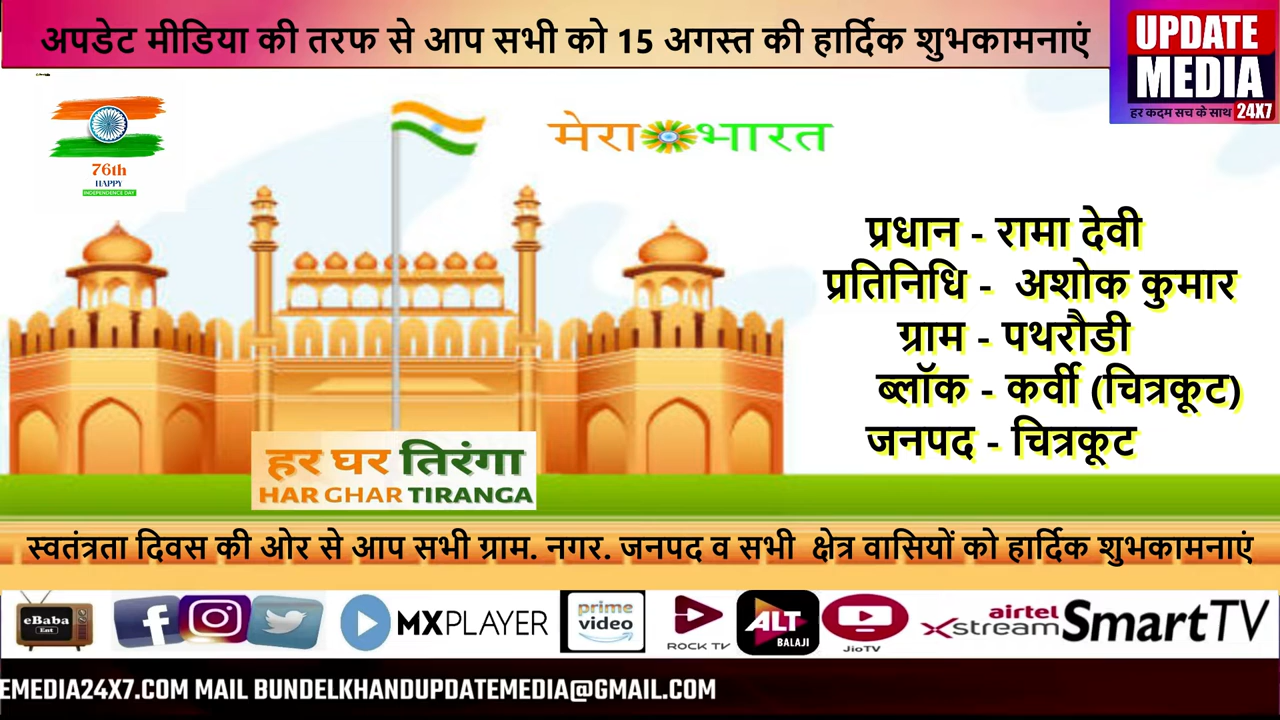 अपडेट मीडिया की तरफ से आप सभी को 15 अगस्त की हार्दिक शुभकामनाएं
UPDATE
MEDIA
हर कदम सच के साथ 24X7
76th
HAPPY
INDEPENDENCE DAY
मेरा भारत
प्रधान - रामा देवी
प्रतिनिधि - अशोक कुमार
ग्राम - पथरौडी
ब्लॉक - कर्वी (चित्रकूट)
जनपद - चित्रकूट
हर घर तिरंगा
HAR GHAR TIRANGA
स्वतंत्रता दिवस की ओर से आप सभी ग्राम. नगर. जनपद व सभी क्षेत्र वासियों को हार्दिक शुभकामनाएं
eBaba
Ent
f
MXPLAYER
prime
video
ROCK TV
ALT
BALAJI
JioTV
airtel
xstream
SmartTV
EMEDIA24X7.COM MAIL BUNDELKHANDUPDATEMEDIA@GMAIL.COM